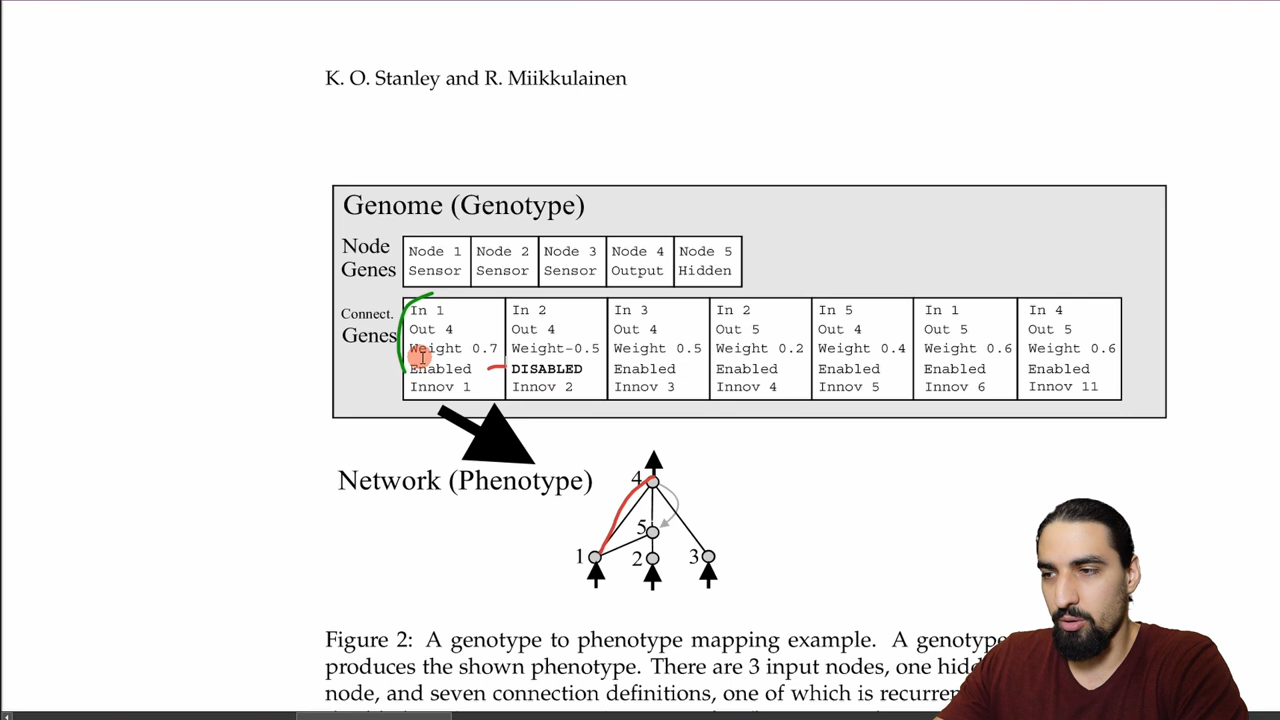 K. O. Stanley and R. Miikkulainen
Genome (Genotype)
Node Genes
Node 1 Node 2 Node 3 Node 4 Node 5
Sensor Sensor Sensor Output Hidden
Connect. Genes
In 1 In 2 In 3 In 2 In 5 In 1 In 4
Out 4 Out 4 Out 4 Out 5 Out 4 Out 5 Out 5
Weight 0.7 Weight-0.5 Weight 0.5 Weight 0.2 Weight 0.4 Weight 0.6 Weight 0.6
Enabled DISABLED Enabled Enabled Enabled Enabled Enabled
Innov 1 Innov 2 Innov 3 Innov 4 Innov 5 Innov 6 Innov 11
Network (Phenotype)
4
5
1 2 3
Figure 2: A genotype to phenotype mapping example. A genotype
produces the shown phenotype. There are 3 input nodes, one
node, and seven connection definitions, one of which is